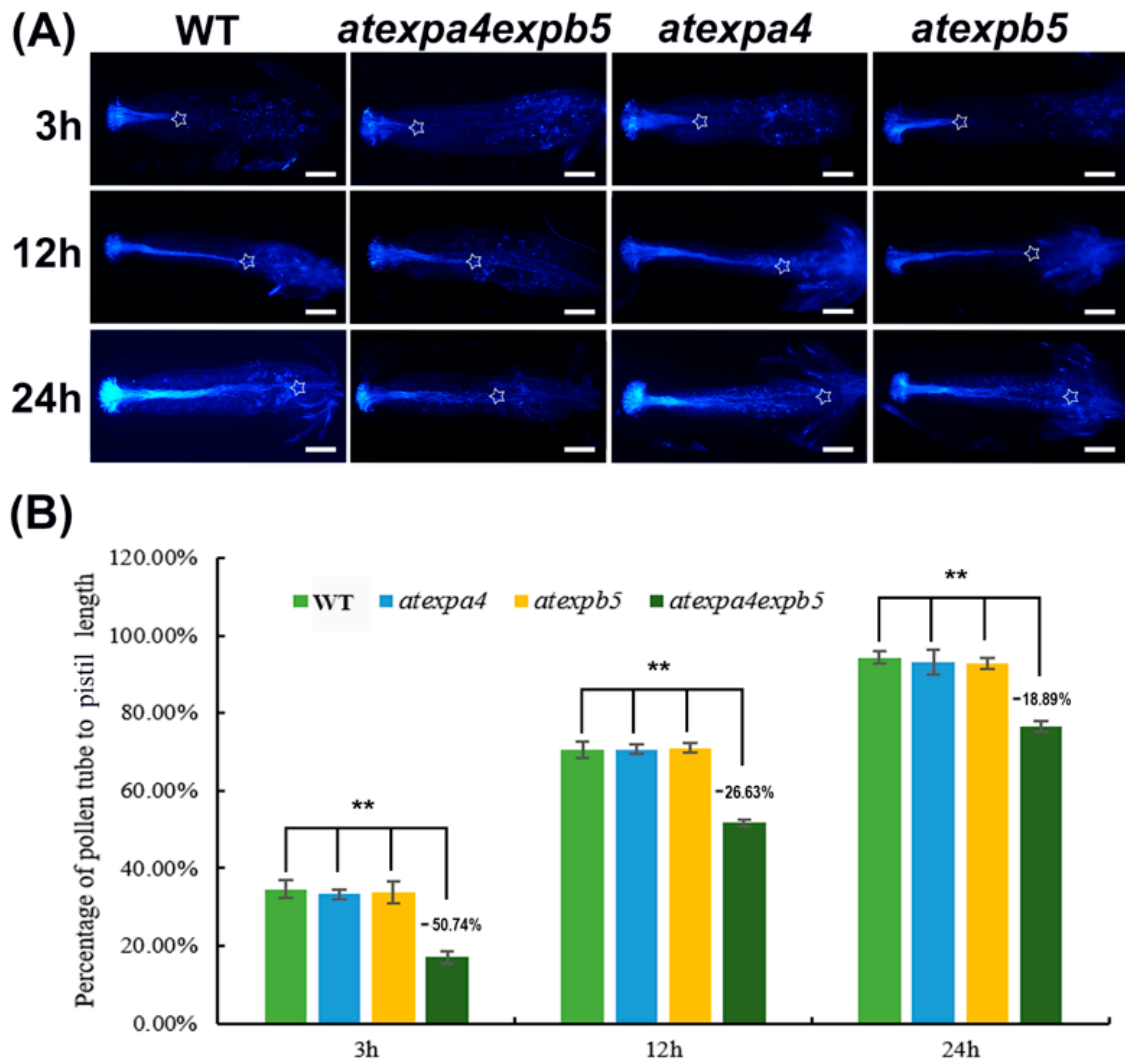 (A) WT atexpa4expb5 atexpa4 atexpb5
3h
12h
24h
(B)
Percentage of pollen tube to pistil length
120.00%
100.00%
80.00%
60.00%
40.00%
20.00%
0.00%
WT atexpa4 atexpb5 atexpa4expb5
**
−50.74%
**
−26.63%
**
−18.89%
3h 12h 24h